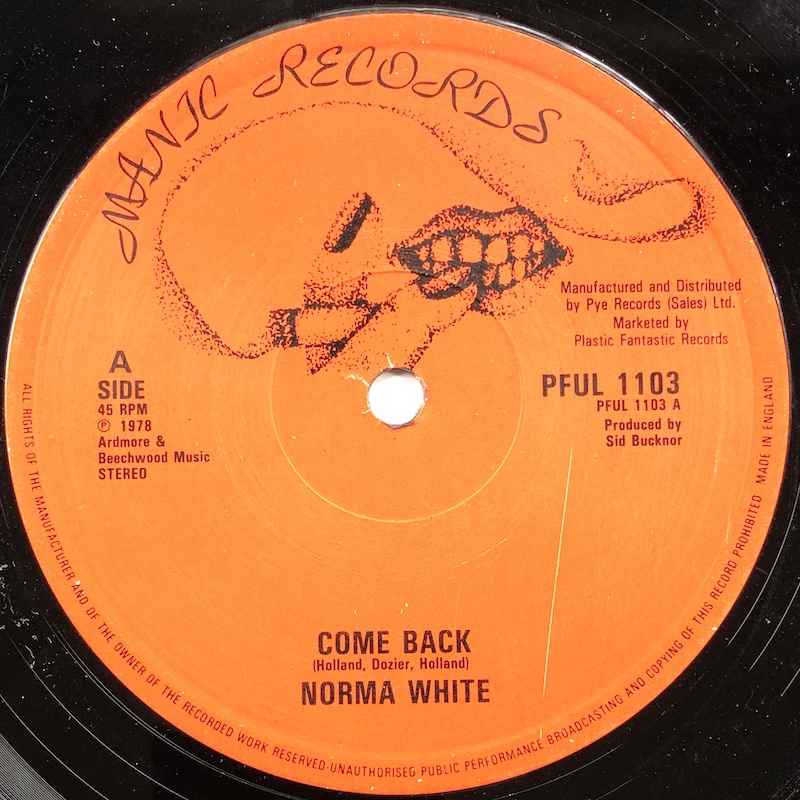 MANIC RECORDS
Manufactured and Distributed
by Pye Records (Sales) Ltd.
Marketed by
Plastic Fantastic Records
A
SIDE
45 RPM
Ⓟ 1978
Ardmore &
Beechwood Music
STEREO
PFUL 1103
PFUL 1103 A
Produced by
Sid Bucknor
COME BACK
(Holland, Dozier, Holland)
NORMA WHITE
ALL RIGHTS OF THE MANUFACTURER AND OF THE OWNER OF THE RECORDED WORK RESERVED-UNAUTHORISED PUBLIC PERFORMANCE BROADCASTING AND COPYING OF THIS RECORD PROHIBITED MADE IN ENGLAND